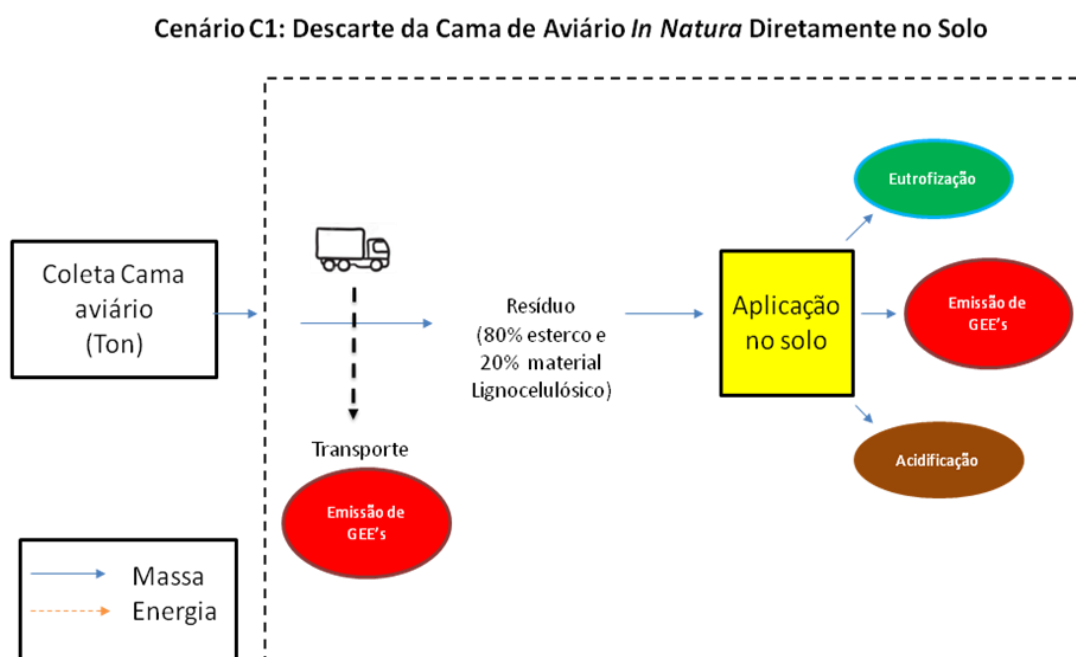 Cenário C1: Descarte da Cama de Aviário In Natura Diretamente no Solo
Eutrofização
Coleta Cama
aviário
(Ton)
Resíduo
(80% esterco e
20% material
Lignocelulósico)
Aplicação
no solo
Emissão de
GEE's
Acidificação
Transporte
Emissão de
GEE's
Massa
Energia